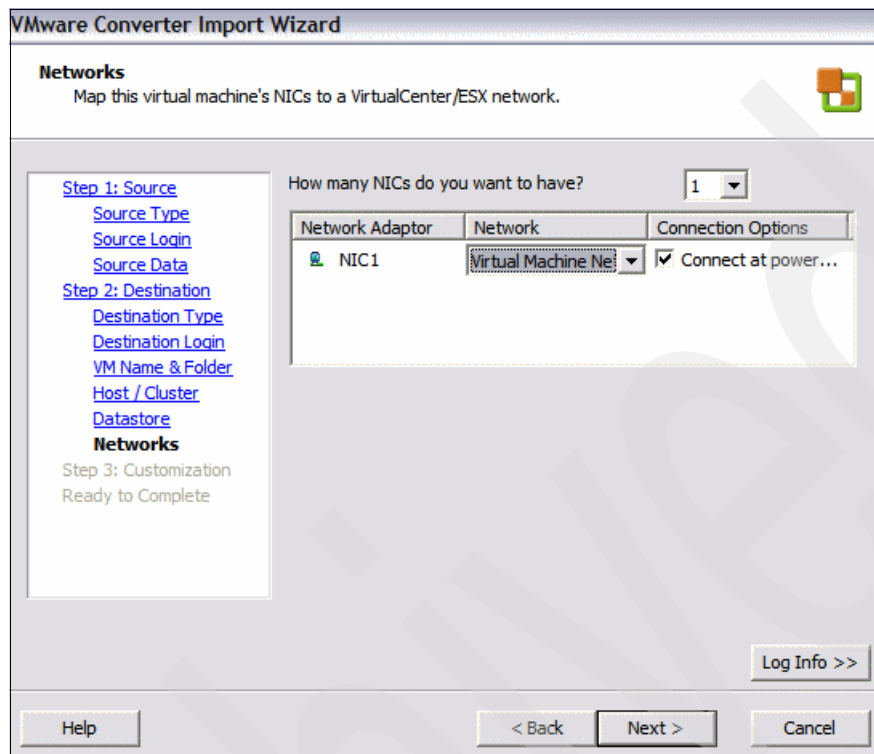 VMware Converter Import Wizard
Networks
Map this virtual machine's NICs to a VirtualCenter/ESX network.
Step 1: Source
Source Type
Source Login
Source Data
Step 2: Destination
Destination Type
Destination Login
VM Name & Folder
Host / Cluster
Datastore
Networks
Step 3: Customization
Ready to Complete
How many NICs do you want to have? 1
Network Adaptor Network Connection Options
NIC1 Virtual Machine Ne Connect at power...
Log Info >>
Help < Back Next > Cancel